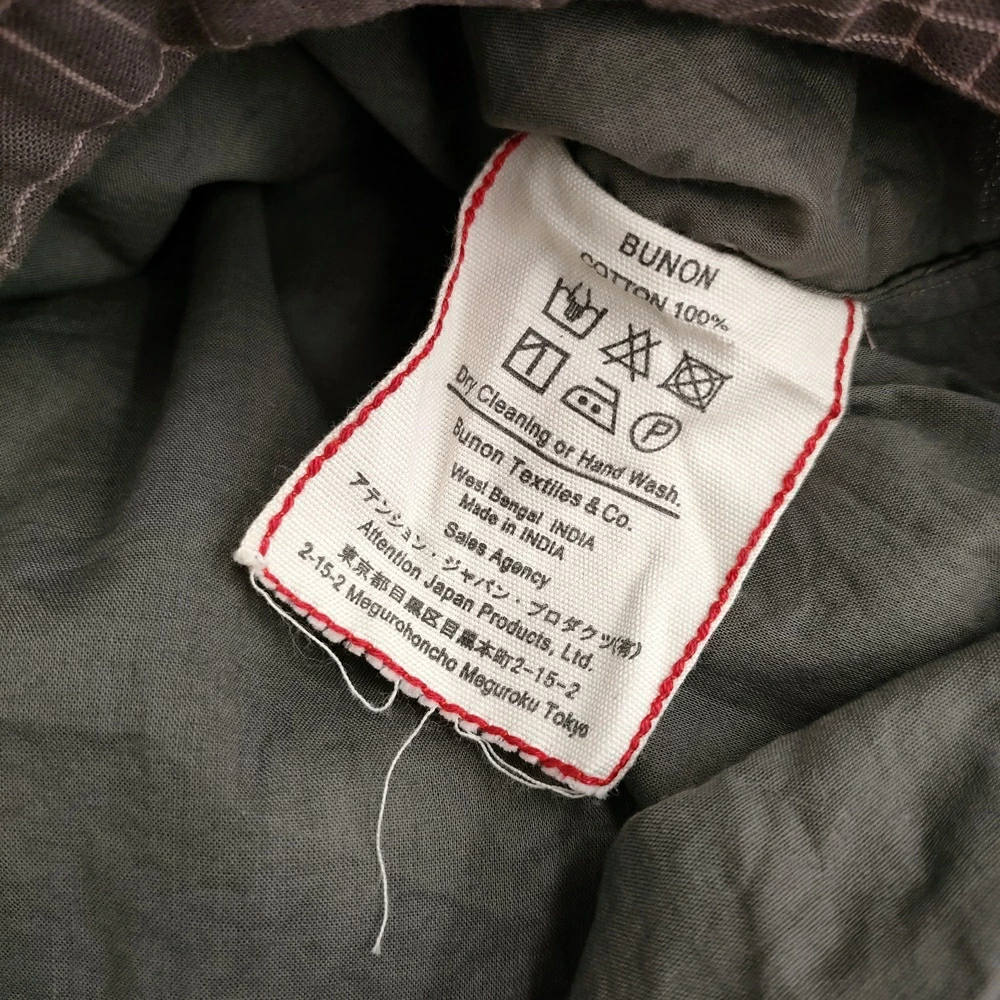 BUNON
COTTON 100%
P
Dry Cleaning or Hand Wash.
Bunon Textiles & Co.
West Bengal INDIA
Made in INDIA
Sales Agency
アテンション・ジャパン・プロダクツ(有)
Attention Japan Products, Ltd.
東京都目黒区目黒本町2-15-2
2-15-2 Megurohoncho Meguroku Tokyo